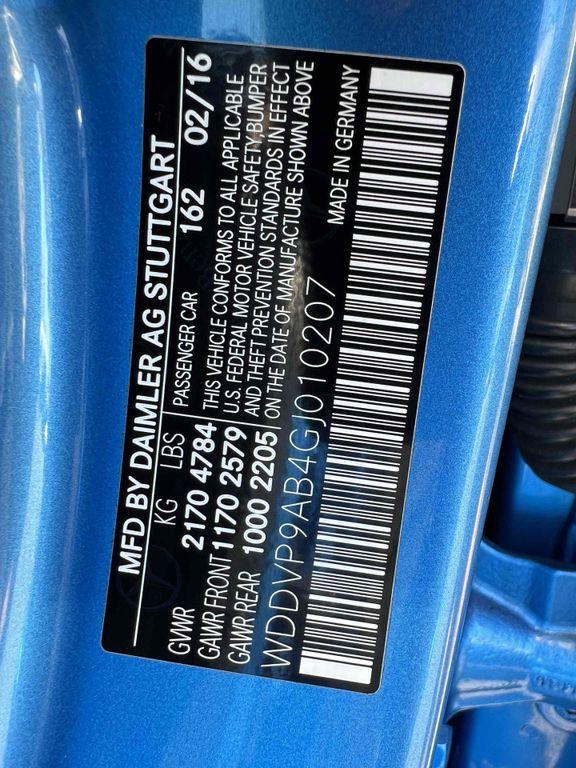 MFD BY DAIMLER AG STUTTGART
KG LBS PASSENGER CAR 162 02/16
GVWR 2170 4784 THIS VEHICLE CONFORMS TO ALL APPLICABLE
GAWR FRONT 1170 2579 U.S. FEDERAL MOTOR VEHICLE SAFETY,BUMPER
GAWR REAR 1000 2205 AND THEFT PREVENTION STANDARDS IN EFFECT
ON THE DATE OF MANUFACTURE SHOWN ABOVE
WDDVP9AB4GJ010207 MADE IN GERMANY